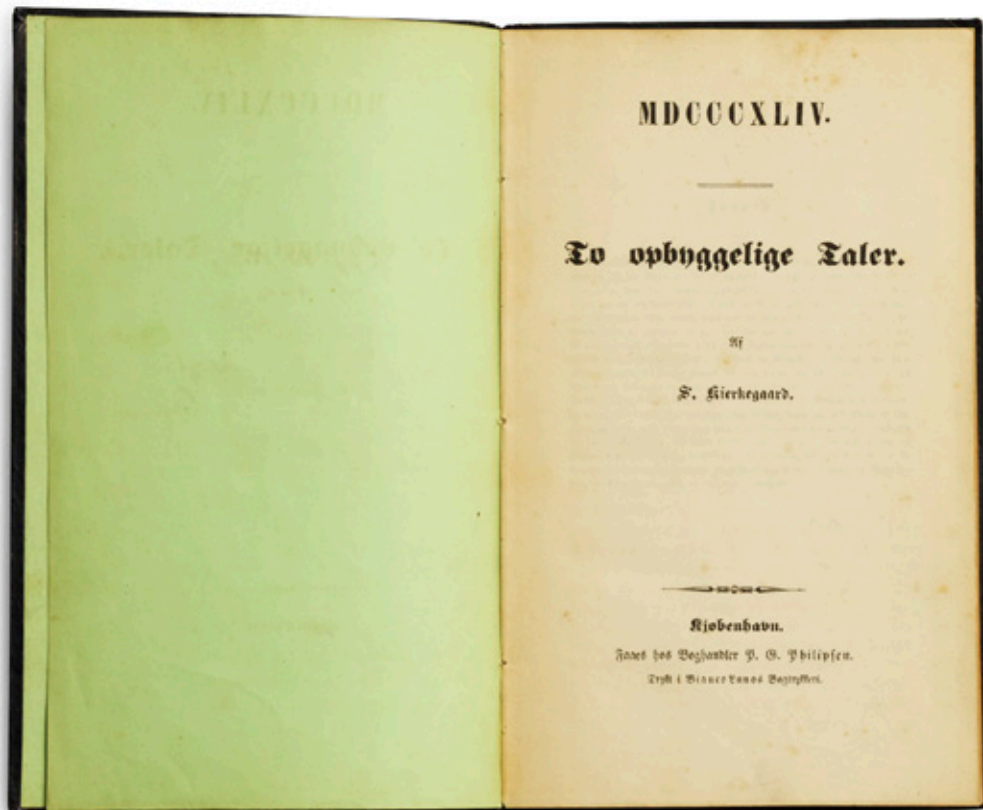 MDCCCXLIV.
To opbyggelige Taler.
Af
S. Kierkegaard.
Kjøbenhavn.
Faaes hos Boghandler P. G. Philipsen.
Trykt i Bianco Lunos Bogtrykkeri.